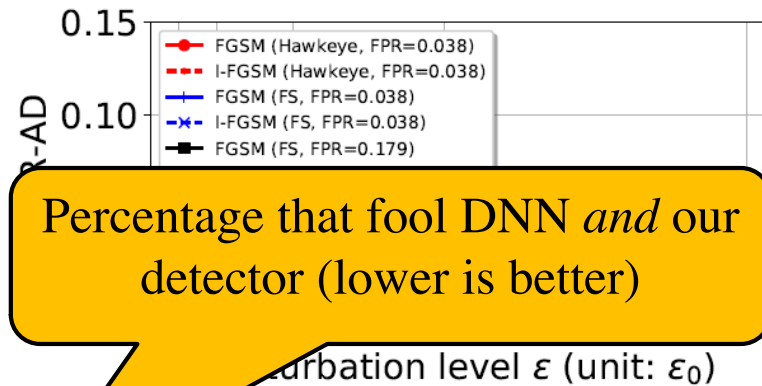 0.15
FGSM (Hawkeye, FPR=0.038)
I-FGSM (Hawkeye, FPR=0.038)
FGSM (FS, FPR=0.038)
0.10
I-FGSM (FS, FPR=0.038)
FGSM (FS, FPR=0.179)
R-AD
Percentage that fool DNN and our
detector (lower is better)
level ε (unit: ε₀)